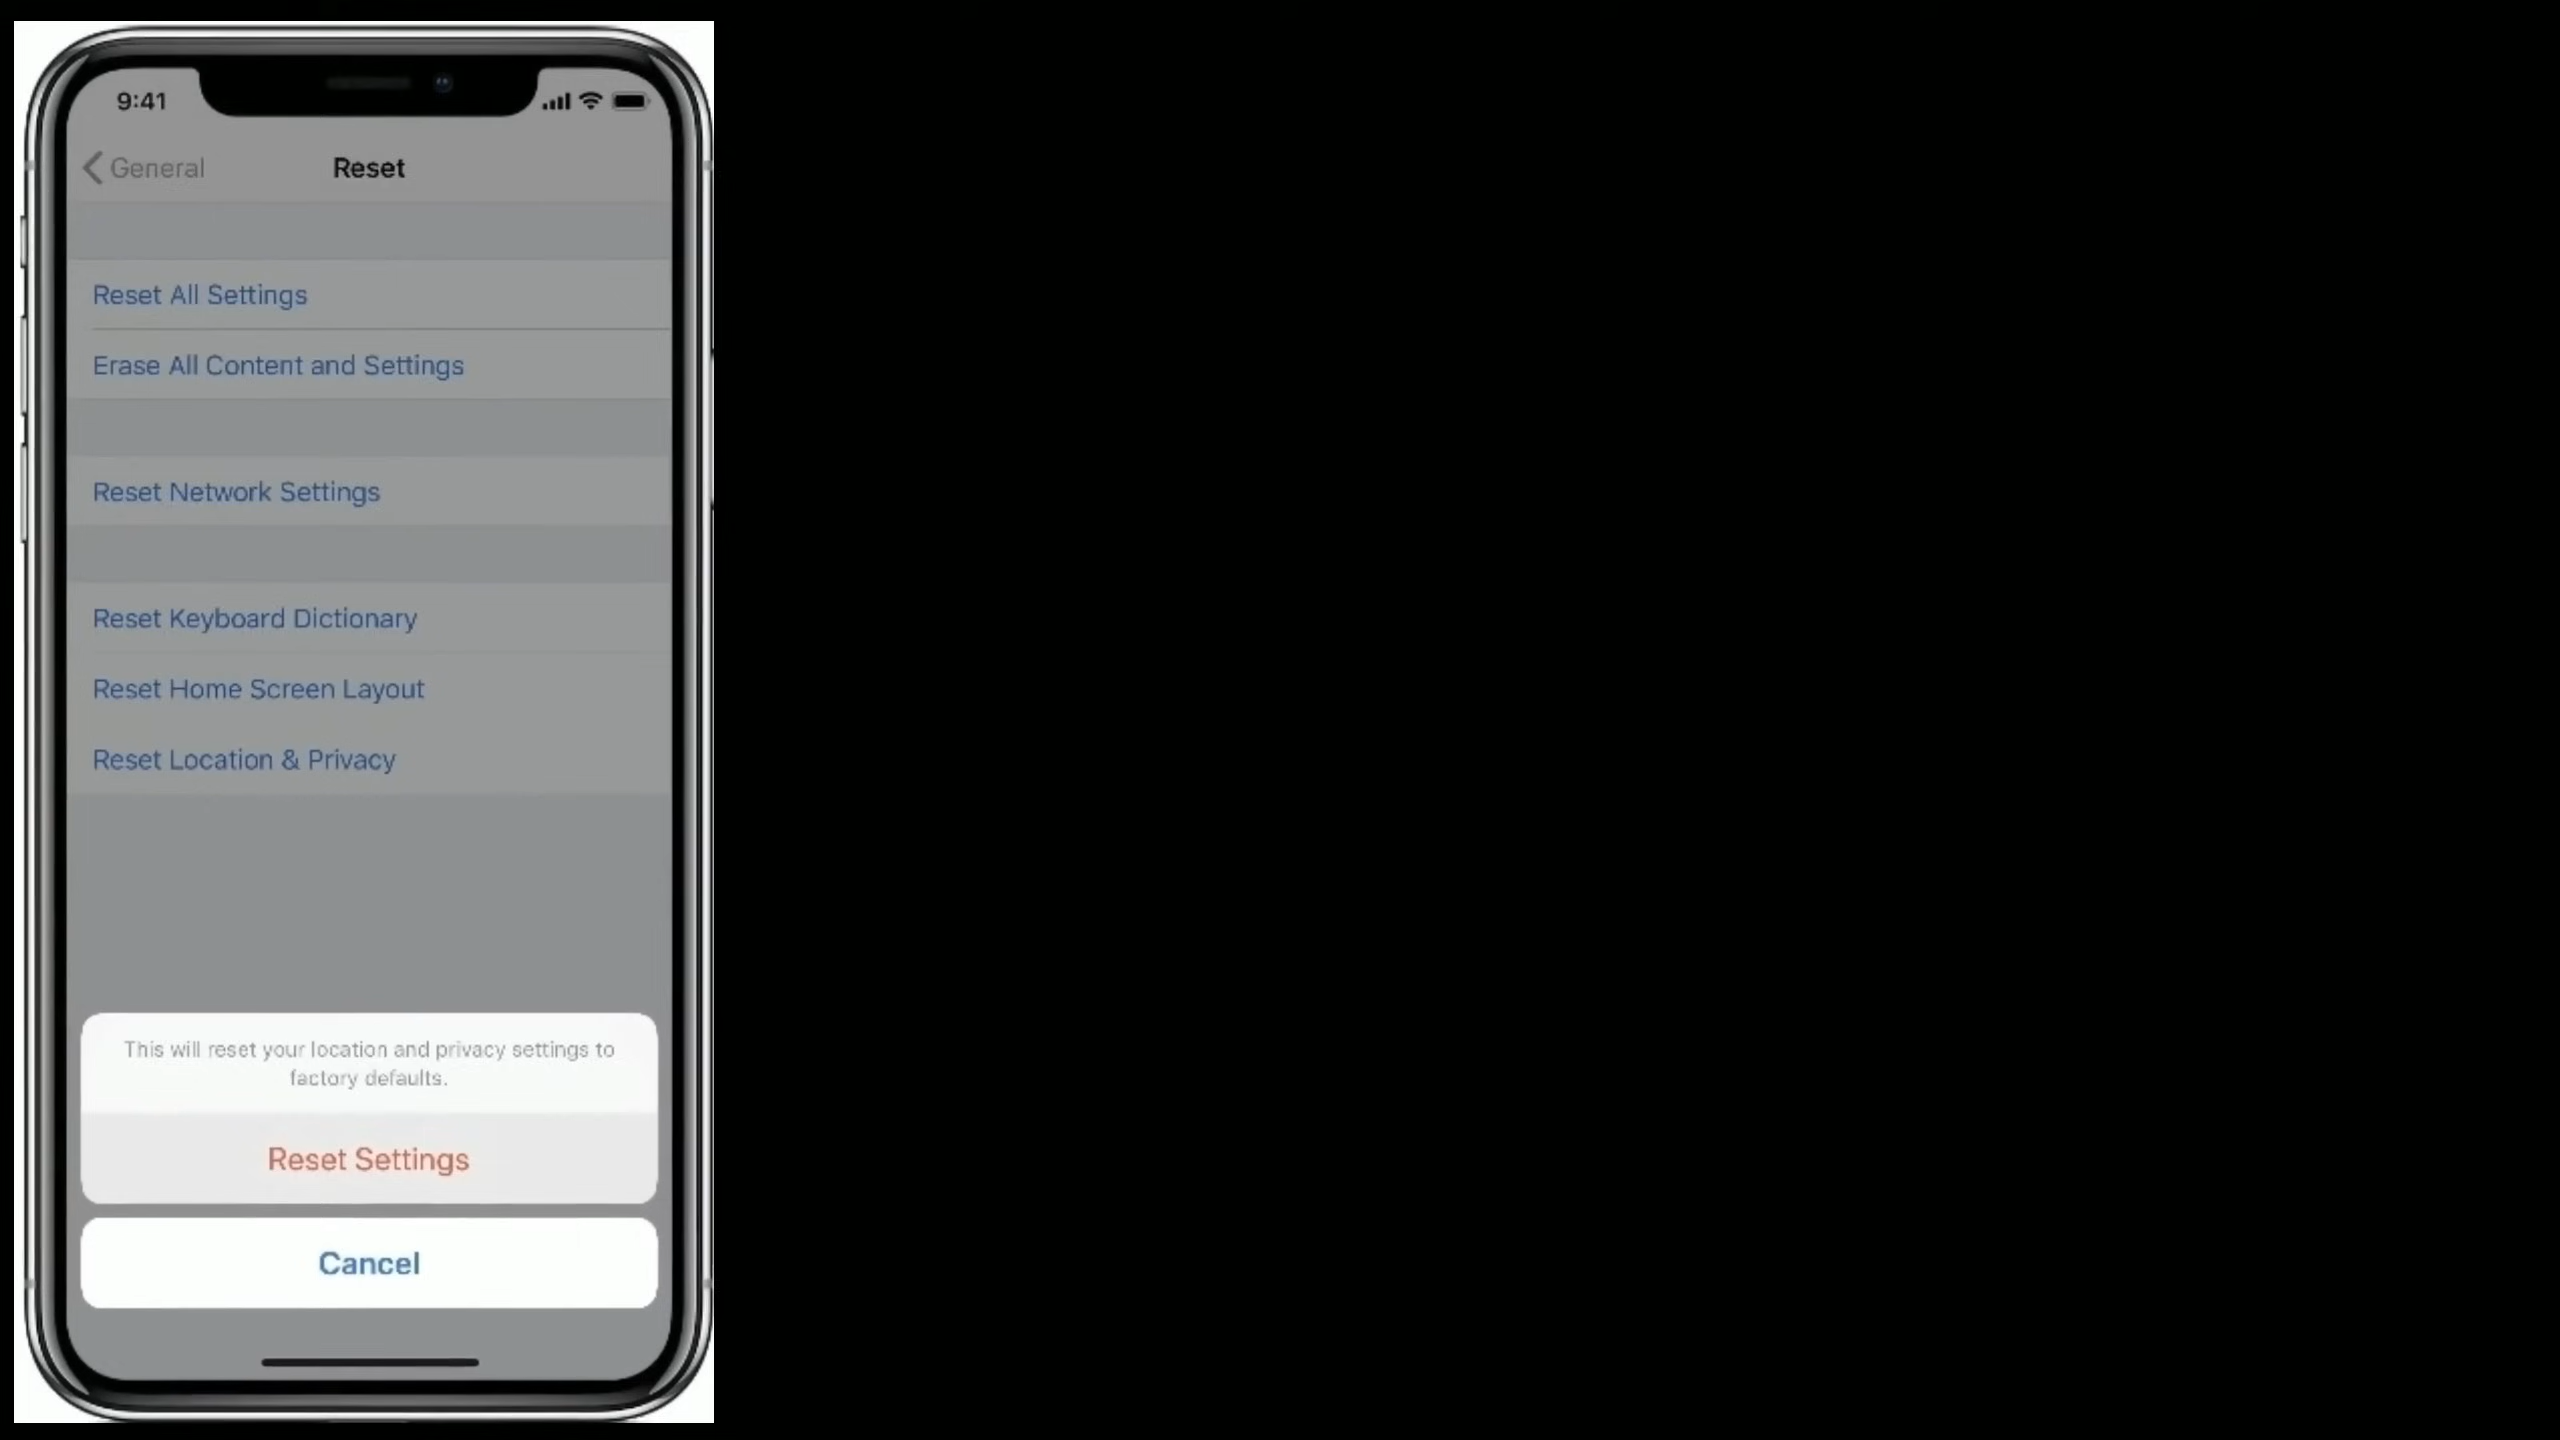 9:41
General
Reset
Reset All Settings
Erase All Content and Settings
Reset Network Settings
Reset Keyboard Dictionary
Reset Home Screen Layout
Reset Location & Privacy
This will reset your location and privacy settings to
factory defaults.
Reset Settings
Cancel